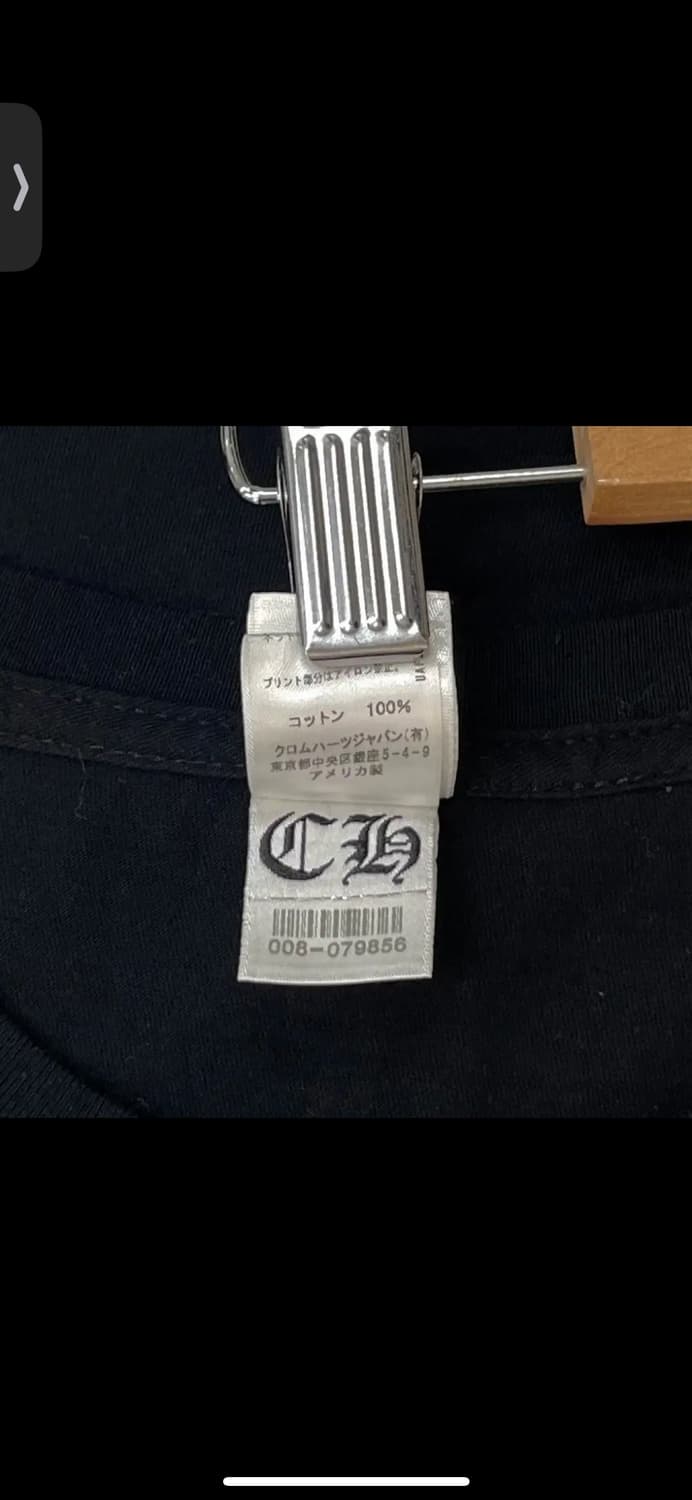 プリント部分はアイロン禁止。
コットン 100%
クロムハーツジャパン(有)
東京都中央区銀座5-4-9
アメリカ製
CH
008-079856